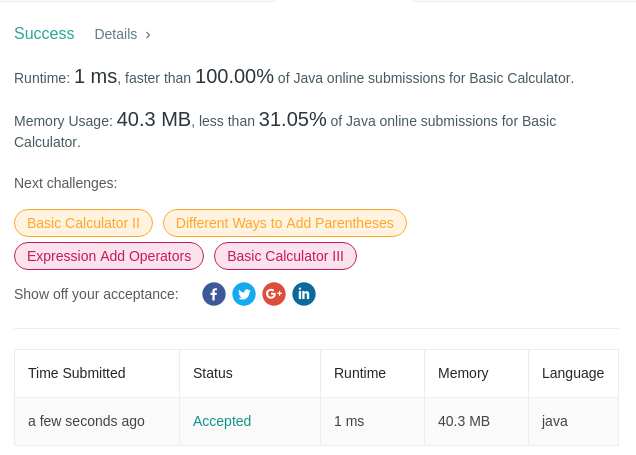 Success Details >
Runtime: 1 ms, faster than 100.00% of Java online submissions for Basic Calculator.
Memory Usage: 40.3 MB, less than 31.05% of Java online submissions for Basic
Calculator.
Next challenges:
Basic Calculator II Different Ways to Add Parentheses
Expression Add Operators Basic Calculator III
Show off your acceptance: f G+ in
Time Submitted Status Runtime Memory Language
a few seconds ago Accepted 1 ms 40.3 MB java